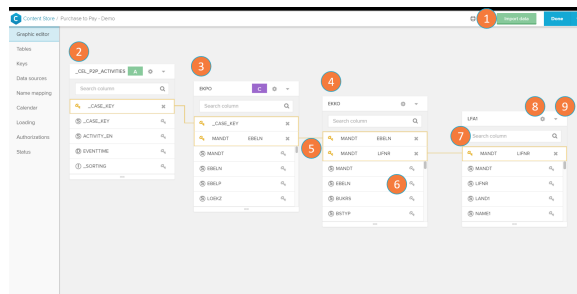 C Content Store / Purchase to Pay - Demo
1
Import data
Done
Graphic editor
Tables
Keys
Data sources
Name mapping
Calender
Loading
Authorizations
Status
2
_CEL_P2P_ACTIVITIES A
Search column
_CASE_KEY
_CASE_KEY
ACTIVITY_EN
EVENTTIME
_SORTING
3
EKPO C
Search column
_CASE_KEY
MANDT EBELN
MANDT
EBELN
EBELP
LOEKZ
4
EKKO
Search column
5
MANDT EBELN
MANDT LIFNR
MANDT
EBELN
6
BUKRS
BSTYP
8
9
LFA1
7
Search column
MANDT LIFNR
MANDT
LIFNR
LAND1
NAME1